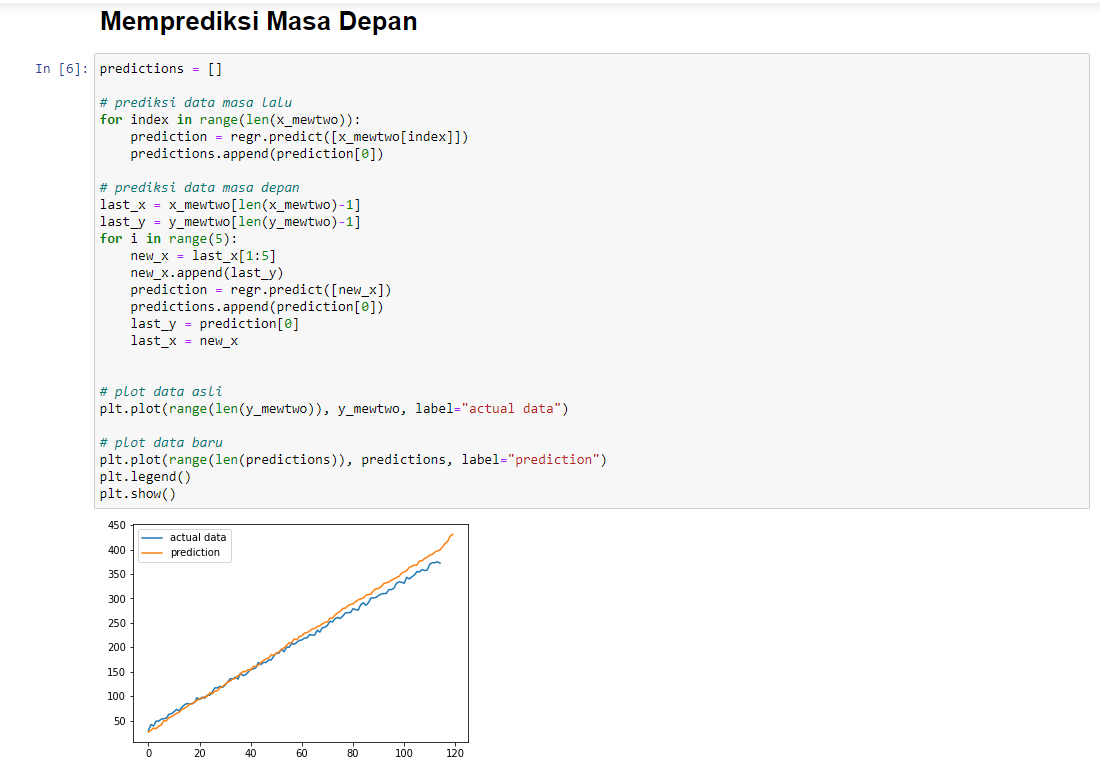 Memprediksi Masa Depan
In [6]: predictions = []
# prediksi data masa lalu
for index in range(len(x_mewtwo)):
    prediction = regr.predict([x_mewtwo[index]])
    predictions.append(prediction[0])
# prediksi data masa depan
last_x = x_mewtwo[len(x_mewtwo)-1]
last_y = y_mewtwo[len(y_mewtwo)-1]
for i in range(5):
    new_x = last_x[1:5]
    new_x.append(last_y)
    prediction = regr.predict([new_x])
    predictions.append(prediction[0])
    last_y = prediction[0]
    last_x = new_x
# plot data asli
plt.plot(range(len(y_mewtwo)), y_mewtwo, label="actual data")
# plot data baru
plt.plot(range(len(predictions)), predictions, label="prediction")
plt.legend()
plt.show()
450
400
350
300
250
200
150
100
50
actual data
prediction
0 20 40 60 80 100 120